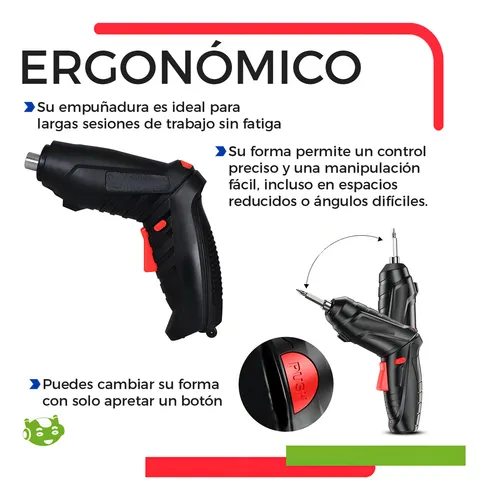 ERGONÓMICO
Su empuñadura es ideal para
largas sesiones de trabajo sin fatiga
Su forma permite un control
preciso y una manipulación
fácil, incluso en espacios
reducidos o ángulos difíciles.
PUSH
Puedes cambiar su forma
con solo apretar un botón